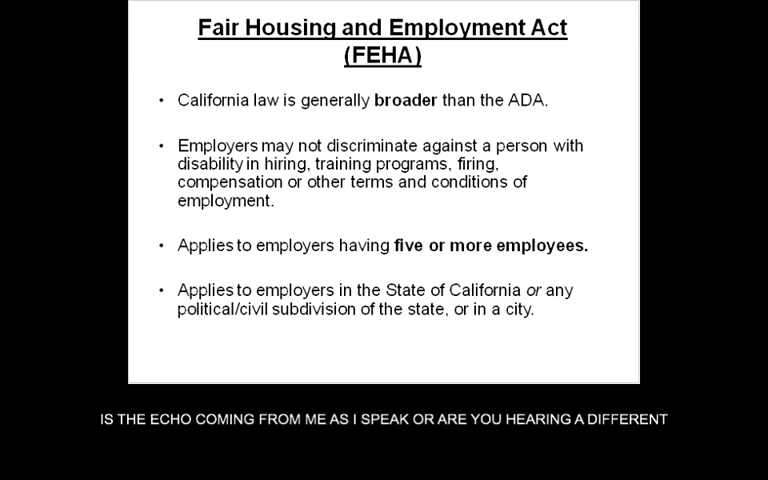 Fair Housing and Employment Act
(FEHA)
• California law is generally broader than the ADA.
• Employers may not discriminate against a person with
disability in hiring, training programs, firing,
compensation or other terms and conditions of
employment.
• Applies to employers having five or more employees.
• Applies to employers in the State of California or any
political/civil subdivision of the state, or in a city.
IS THE ECHO COMING FROM ME AS I SPEAK OR ARE YOU HEARING A DIFFERENT